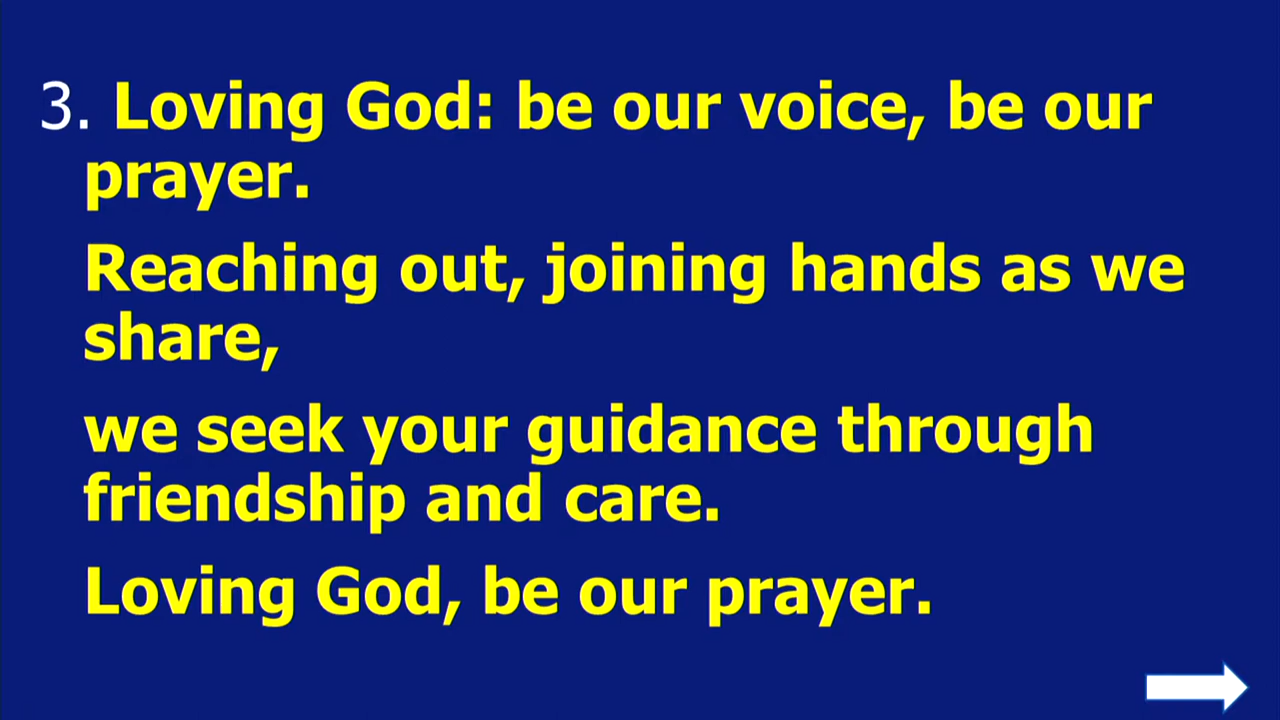 3. Loving God: be our voice, be our
prayer.
Reaching out, joining hands as we
share,
we seek your guidance through
friendship and care.
Loving God, be our prayer.